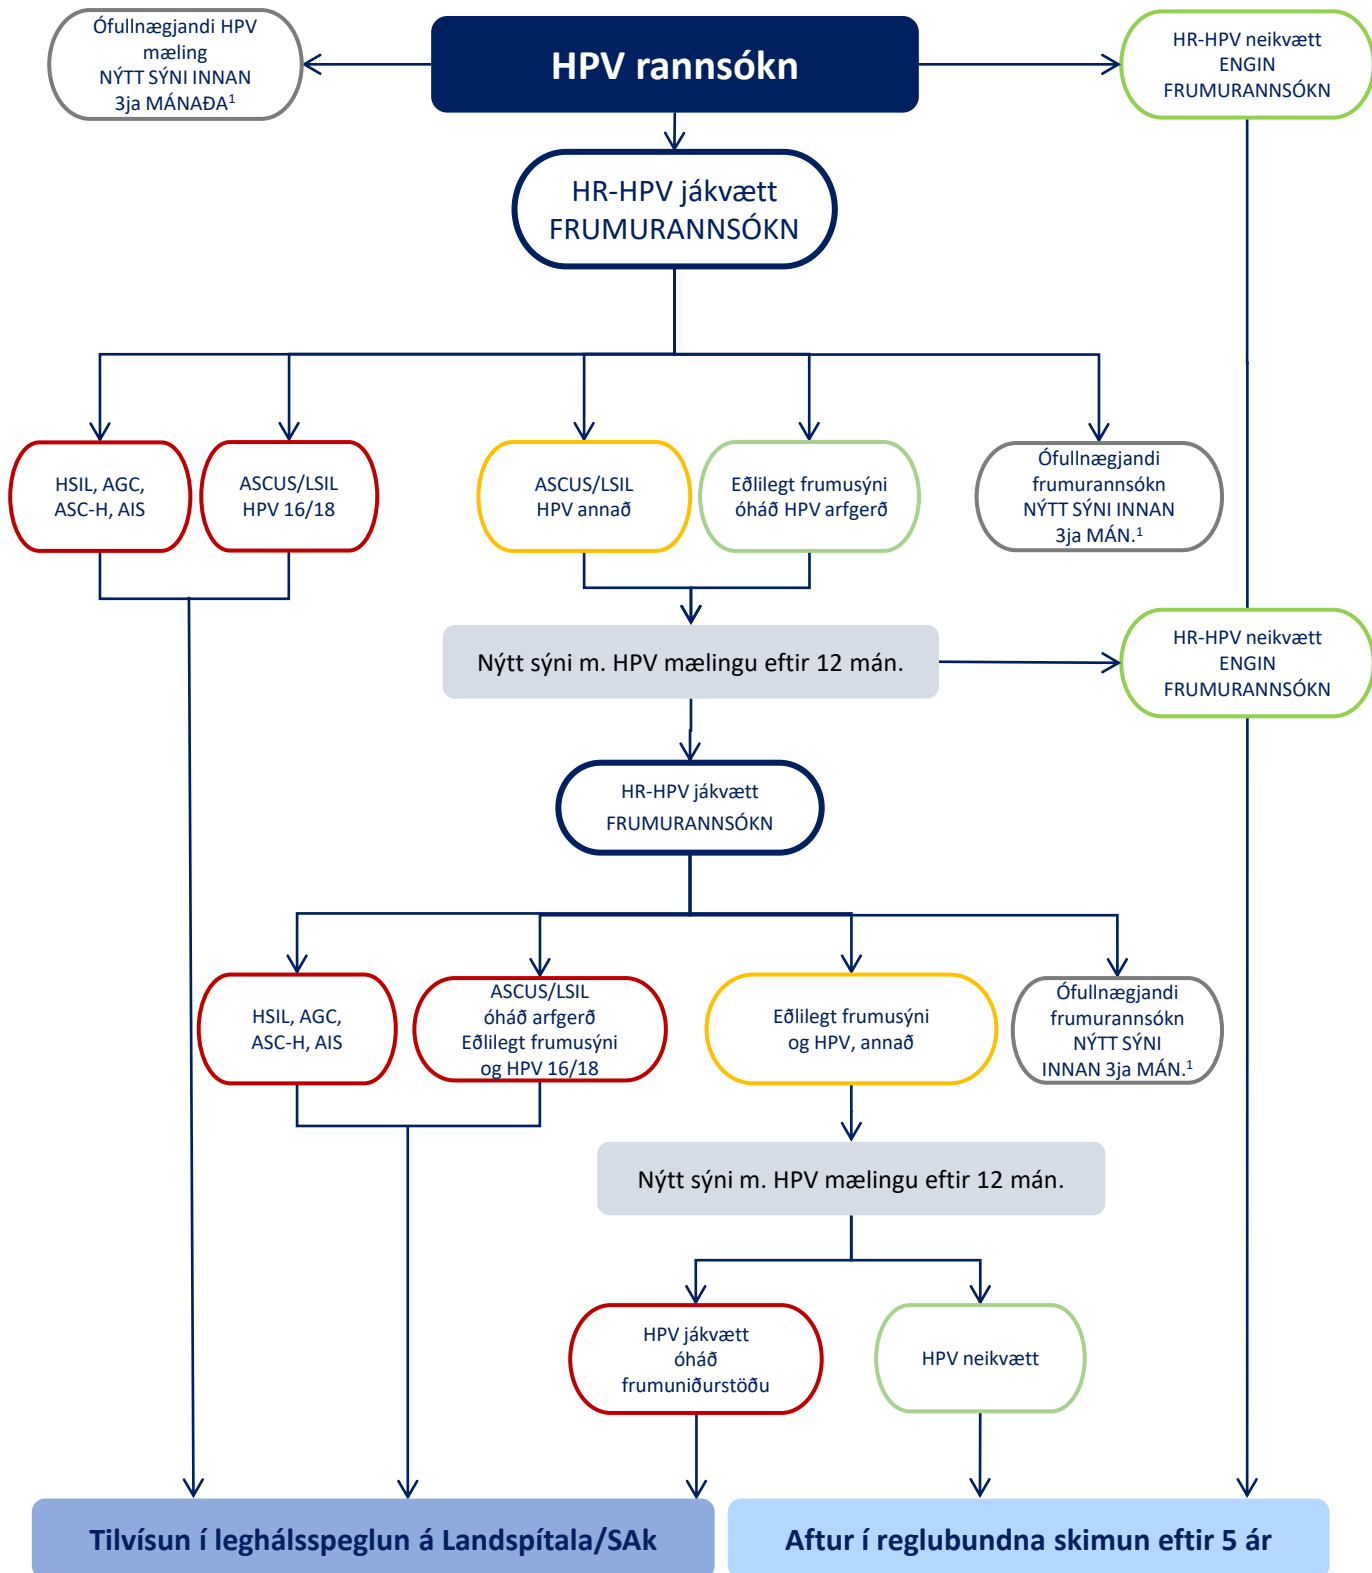 Ófullnægjandi HPV
mæling
NÝTT SÝNI INNAN
3ja MÁNAÐA¹
HPV rannsókn
HR-HPV neikvætt
ENGIN
FRUMURANNSÓKN
HR-HPV jákvætt
FRUMURANNSÓKN
HSIL, AGC,
ASC-H, AIS
ASCUS/LSIL
HPV 16/18
ASCUS/LSIL
HPV annað
Eðlilegt frumusýni
óháð HPV arfgerð
Ófullnægjandi
frumurannsókn
NÝTT SÝNI INNAN
3ja MÁN.¹
Nýtt sýni m. HPV mælingu eftir 12 mán.
HR-HPV neikvætt
ENGIN
FRUMURANNSÓKN
HR-HPV jákvætt
FRUMURANNSÓKN
HSIL, AGC,
ASC-H, AIS
ASCUS/LSIL
óháð arfgerð
Eðlilegt frumusýni
og HPV 16/18
Eðlilegt frumusýni
og HPV, annað
Ófullnægjandi
frumurannsókn
NÝTT SÝNI
INNAN 3ja MÁN.¹
Nýtt sýni m. HPV mælingu eftir 12 mán.
HPV jákvætt
óháð
frumuniðurstöðu
HPV neikvætt
Tilvísun í leghálsspeglun á Landspítala/SAk
Aftur í reglubundna skimun eftir 5 ár